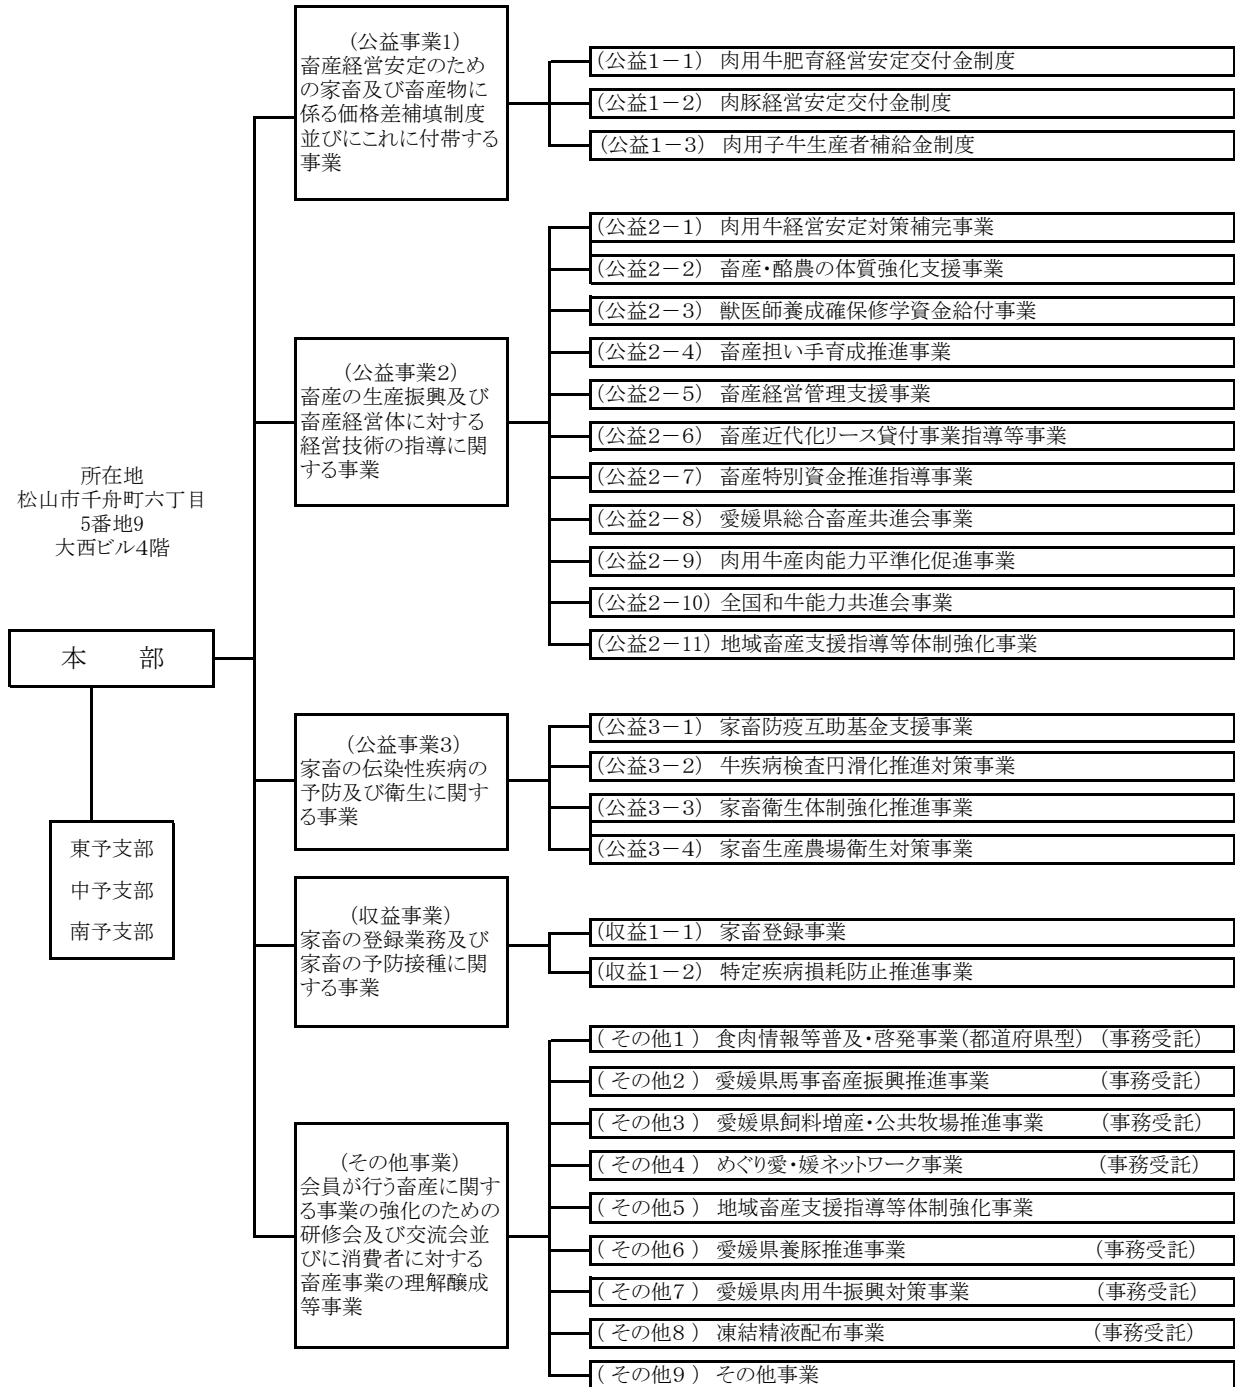 所在地
松山市千舟町六丁目
5番地9
大西ビル4階
本　部
東予支部
中予支部
南予支部
(公益事業1)
畜産経営安定のため
の家畜及び畜産物に
係る価格差補填制度
並びにこれに付帯する
事業
(公益1－1) 肉用牛肥育経営安定交付金制度
(公益1－2) 肉豚経営安定交付金制度
(公益1－3) 肉用子牛生産者補給金制度
(公益事業2)
畜産の生産振興及び
畜産経営体に対する
経営技術の指導に関
する事業
(公益2－1) 肉用牛経営安定対策補完事業
(公益2－2) 畜産・酪農の体質強化支援事業
(公益2－3) 獣医師養成確保修学資金給付事業
(公益2－4) 畜産担い手育成推進事業
(公益2－5) 畜産経営管理支援事業
(公益2－6) 畜産近代化リース貸付事業指導等事業
(公益2－7) 畜産特別資金推進指導事業
(公益2－8) 愛媛県総合畜産共進会事業
(公益2－9) 肉用牛産肉能力平準化促進事業
(公益2－10) 全国和牛能力共進会事業
(公益2－11) 地域畜産支援指導等体制強化事業
(公益事業3)
家畜の伝染性疾病の
予防及び衛生に関す
る事業
(公益3－1) 家畜防疫互助基金支援事業
(公益3－2) 牛疾病検査円滑化推進対策事業
(公益3－3) 家畜衛生体制強化推進事業
(公益3－4) 家畜生産農場衛生対策事業
(収益事業)
家畜の登録業務及び
家畜の予防接種に関
する事業
(収益1－1) 家畜登録事業
(収益1－2) 特定疾病損耗防止推進事業
(その他事業)
会員が行う畜産に関す
る事業の強化のための
研修会及び交流会並
びに消費者に対する
畜産事業の理解醸成
等事業
( その他1 ) 食肉情報等普及・啓発事業(都道府県型) (事務受託)
( その他2 ) 愛媛県馬事畜産振興推進事業 (事務受託)
( その他3 ) 愛媛県飼料増産・公共牧場推進事業 (事務受託)
( その他4 ) めぐり愛・媛ネットワーク事業 (事務受託)
( その他5 ) 地域畜産支援指導等体制強化事業
( その他6 ) 愛媛県養豚推進事業 (事務受託)
( その他7 ) 愛媛県肉用牛振興対策事業 (事務受託)
( その他8 ) 凍結精液配布事業 (事務受託)
( その他9 ) その他事業